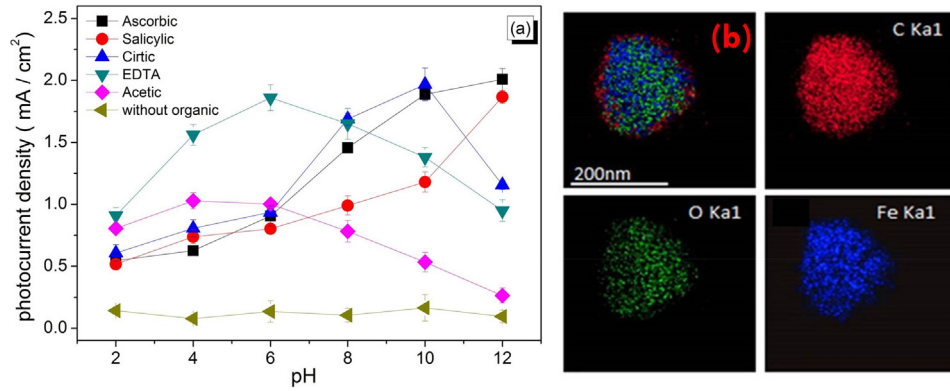 (a)
Ascorbic
Salicylic
Cirtic
EDTA
Acetic
without organic
photocurrent density ( mA / cm²)
2.5
2.0
1.5
1.0
0.5
0.0
2 4 6 8 10 12
pH
(b)
200nm
C Ka1
O Ka1
Fe Ka1